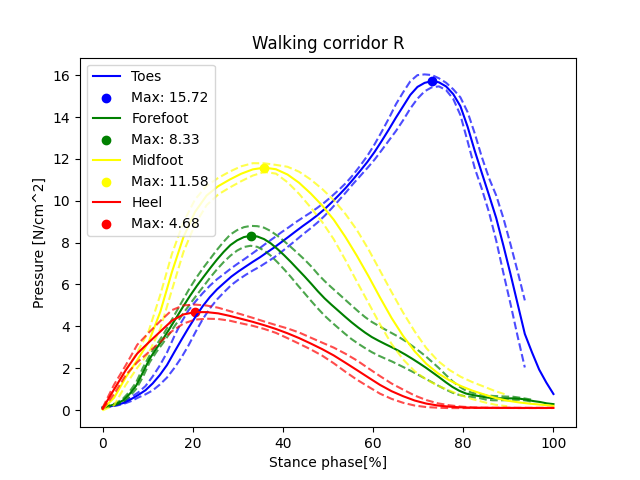 Walking corridor R
Toes
Max: 15.72
Forefoot
Max: 8.33
Midfoot
Max: 11.58
Heel
Max: 4.68
Pressure [N/cm^2]
16
14
12
10
8
6
4
2
0
0 20 40 60 80 100
Stance phase[%]